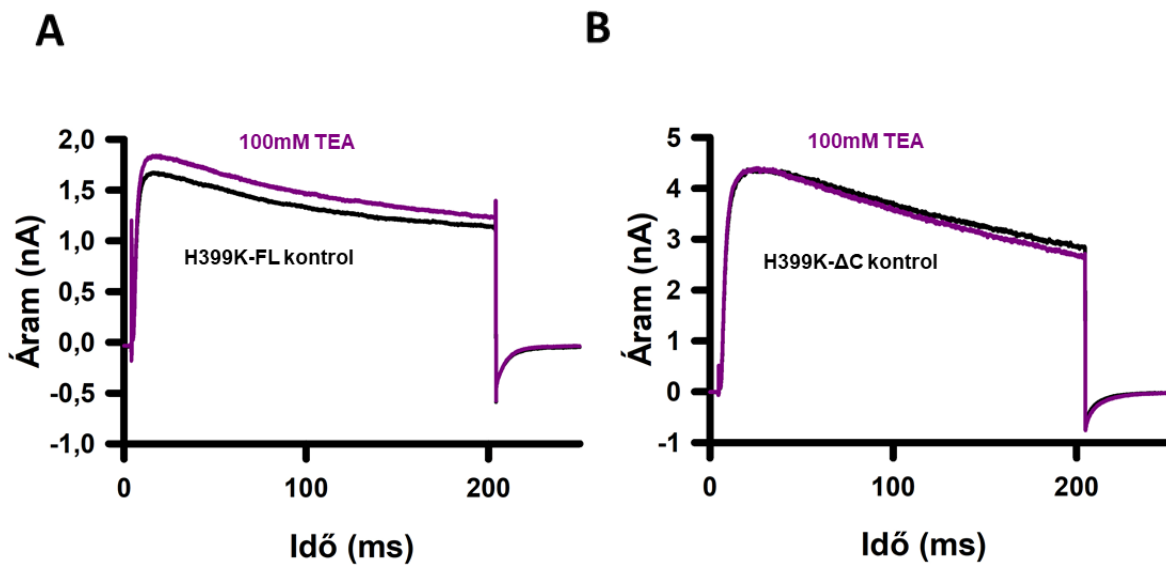 A
2,0
1,5
1,0
0,5
0,0
-0,5
-1,0
Áram (nA)
100mM TEA
H399K-FL kontrol
0
100
200
Idő (ms)
B
5
4
3
2
1
0
-1
Áram (nA)
100mM TEA
H399K-ΔC kontrol
0
100
200
Idő (ms)